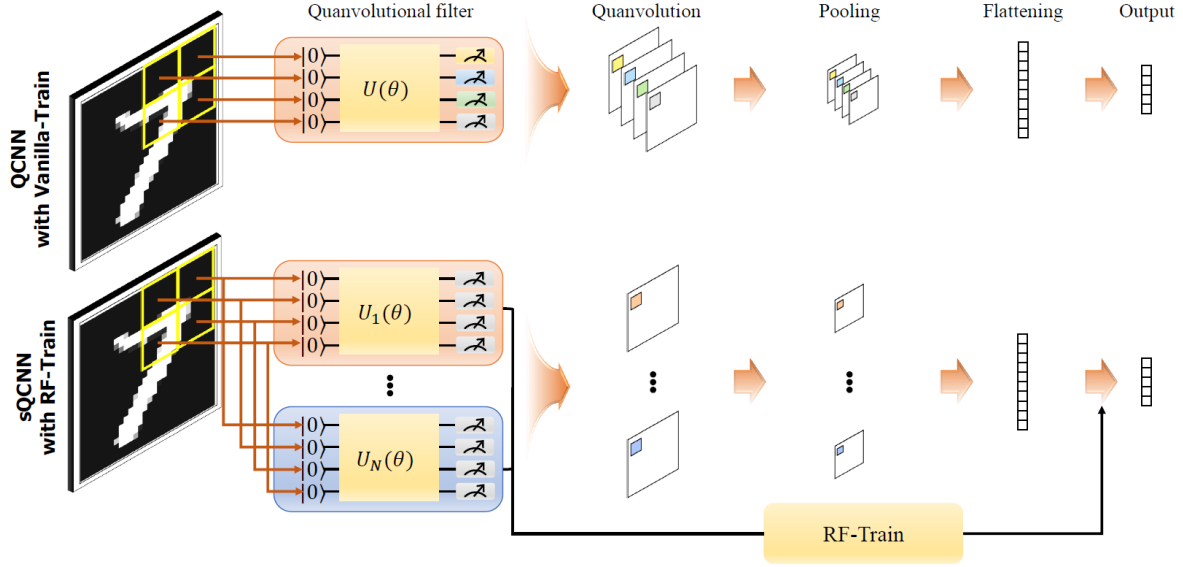 Quanvolutional filter
Quanvolution
Pooling
Flattening
Output
QCNN
with Vanilla-Train
|0⟩
|0⟩
|0⟩
|0⟩
U(θ)
sQCNN
with RF-Train
|0⟩
|0⟩
|0⟩
|0⟩
U₁(θ)
|0⟩
|0⟩
|0⟩
|0⟩
U_N(θ)
RF-Train